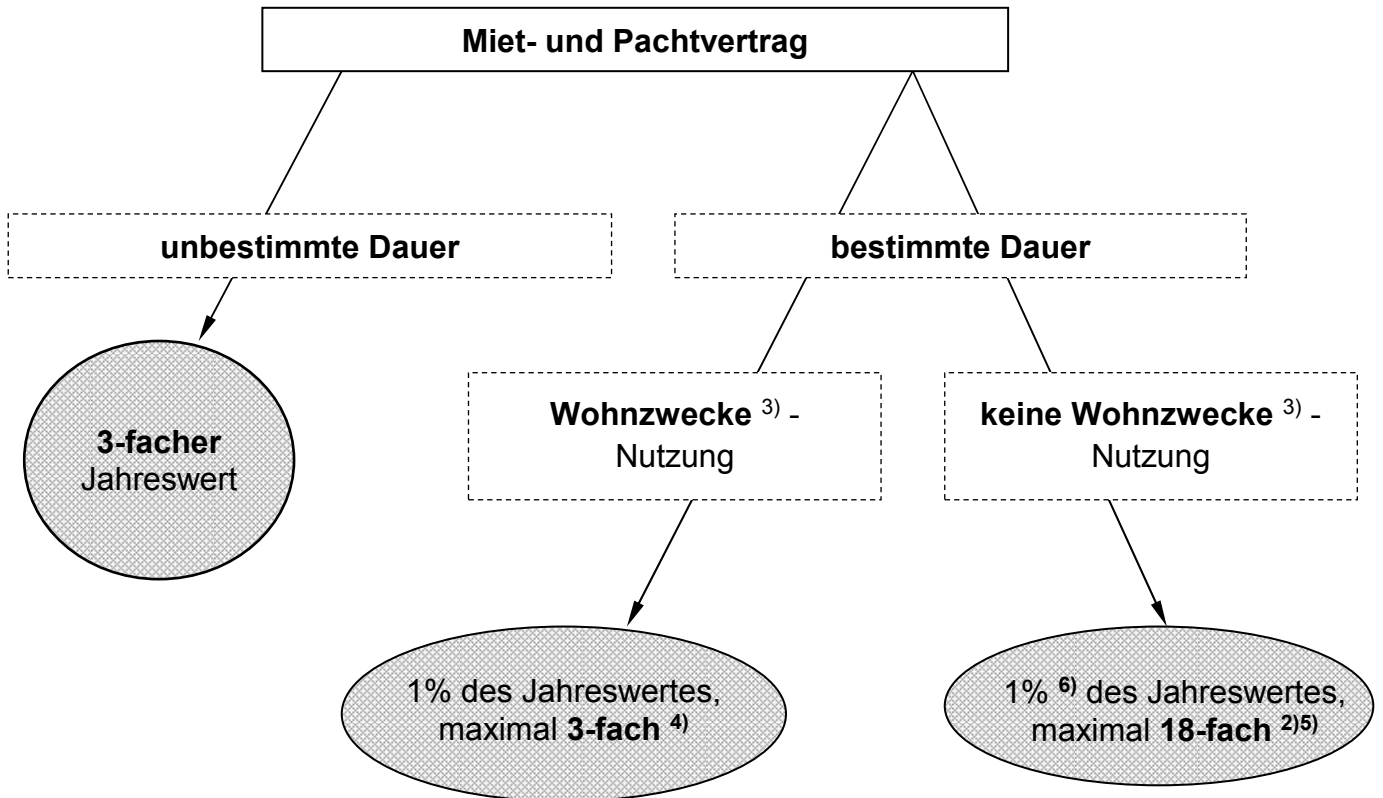 Miet- und Pachtvertrag
unbestimmte Dauer
bestimmte Dauer
3-facher
Jahreswert
Wohnzwecke 3) -
Nutzung
keine Wohnzwecke 3) -
Nutzung
1% des Jahreswertes,
maximal 3-fach 4)
1% 6) des Jahreswertes,
maximal 18-fach 2)5)